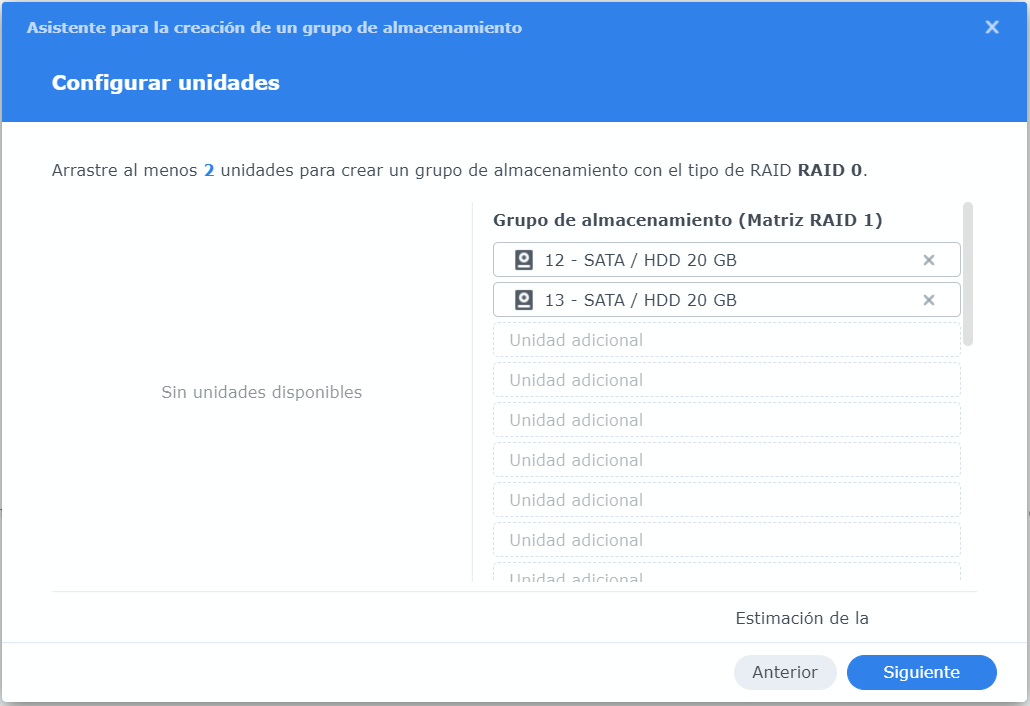 Asistente para la creación de un grupo de almacenamiento
Configurar unidades
Arrastre al menos 2 unidades para crear un grupo de almacenamiento con el tipo de RAID RAID 0.
Sin unidades disponibles
Grupo de almacenamiento (Matriz RAID 1)
12 - SATA / HDD 20 GB
13 - SATA / HDD 20 GB
Unidad adicional
Unidad adicional
Unidad adicional
Unidad adicional
Unidad adicional
Unidad adicional
Unidad adicional
Estimación de la
Anterior
Siguiente